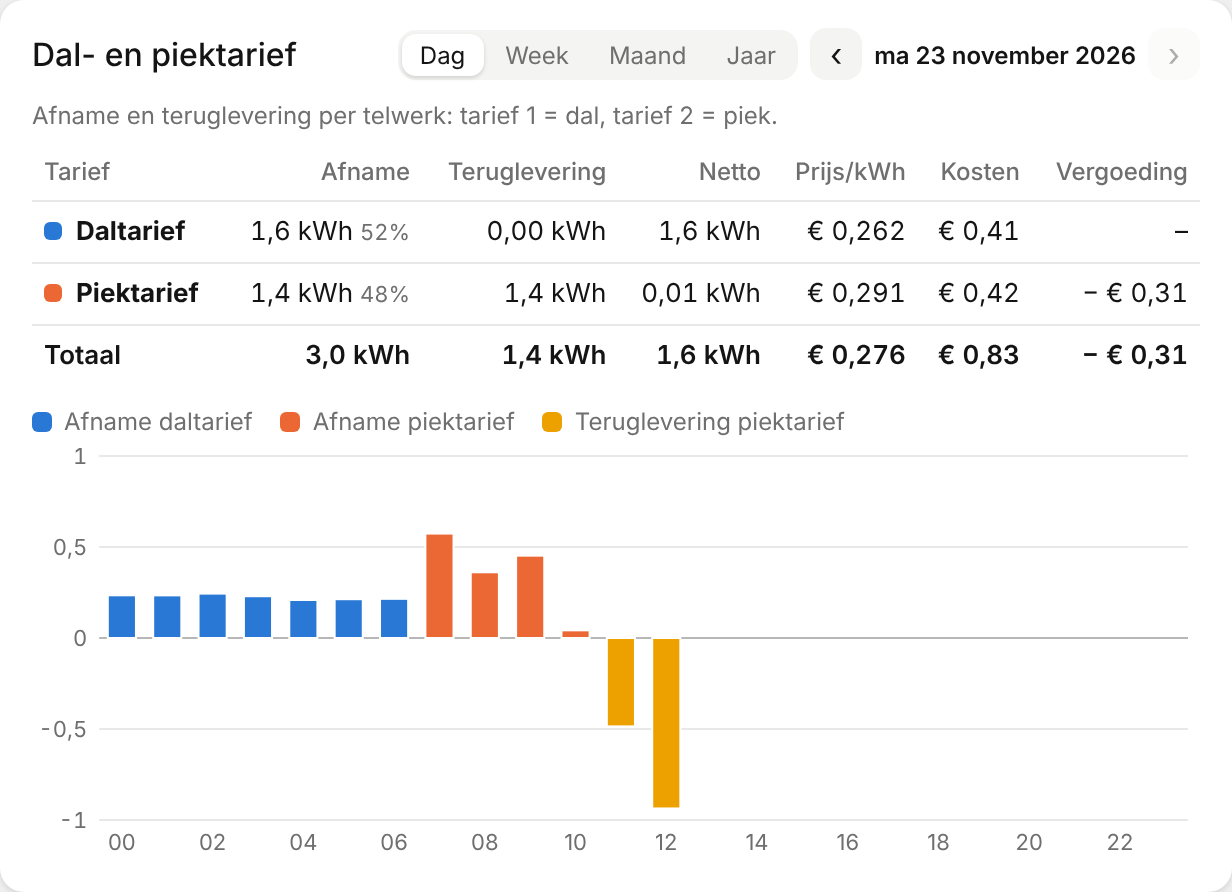 Dal- en piektarief
Dag Week Maand Jaar ‹ ma 23 november 2026 ›
Afname en teruglevering per telwerk: tarief 1 = dal, tarief 2 = piek.
Tarief Afname Teruglevering Netto Prijs/kWh Kosten Vergoeding
Daltarief 1,6 kWh 52% 0,00 kWh 1,6 kWh € 0,262 € 0,41 –
Piektarief 1,4 kWh 48% 1,4 kWh 0,01 kWh € 0,291 € 0,42 − € 0,31
Totaal 3,0 kWh 1,4 kWh 1,6 kWh € 0,276 € 0,83 − € 0,31
Afname daltarief Afname piektarief Teruglevering piektarief
1
0,5
0
-0,5
-1
00 02 04 06 08 10 12 14 16 18 20 22